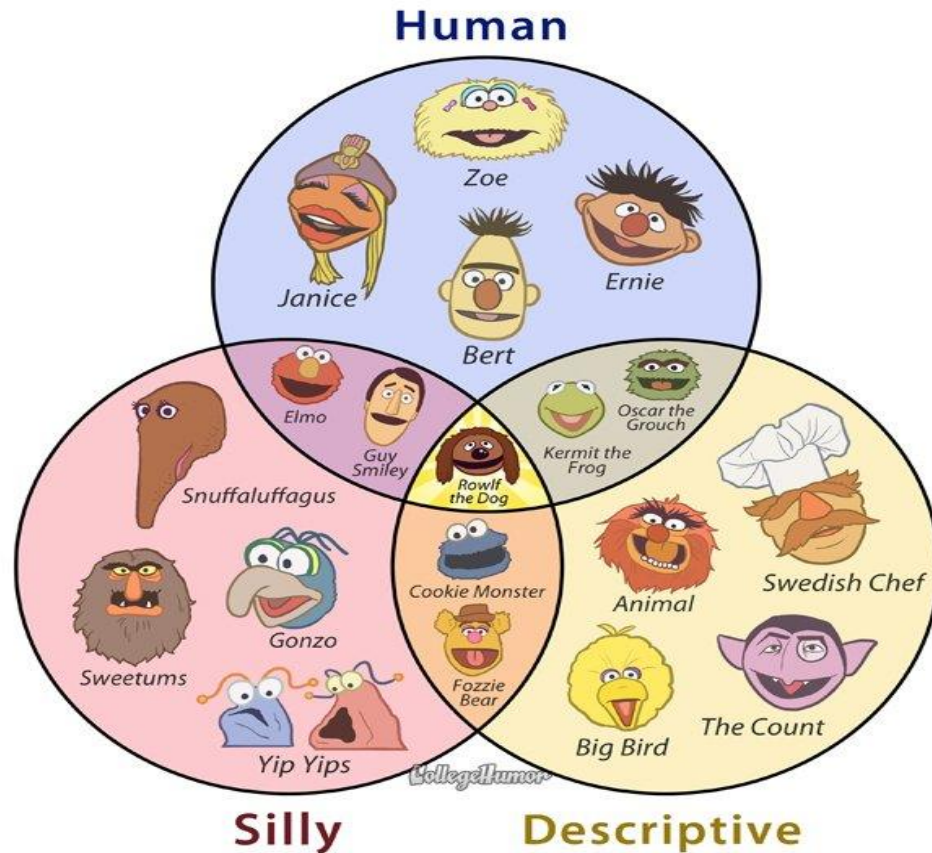 Human
Zoe
Janice
Ernie
Bert
Elmo
Guy
Smiley
Oscar the
Grouch
Kermit the
Frog
Rowlf
the Dog
Snuffaluffagus
Cookie Monster
Animal
Swedish Chef
Gonzo
Sweetums
Fozzie
Bear
Big Bird
The Count
Yip Yips
CollegeHumor
Silly
Descriptive